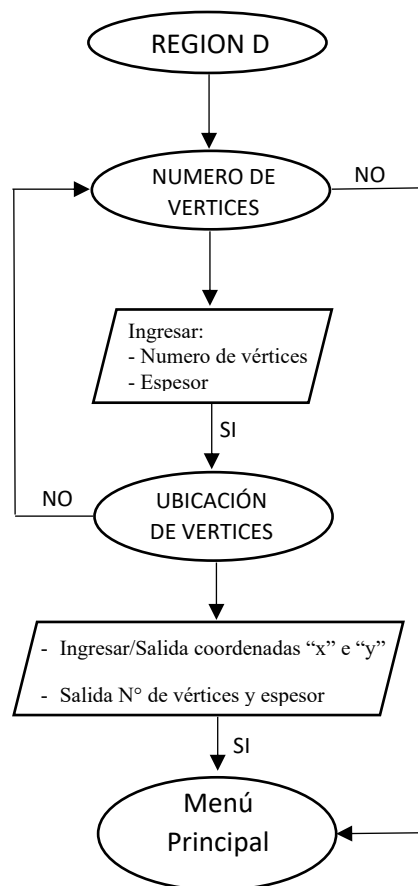 REGION D
NUMERO DE
VERTICES
NO
Ingresar:
- Numero de vértices
- Espesor
SI
NO
UBICACIÓN
DE VERTICES
- Ingresar/Salida coordenadas “x” e “y”
- Salida N° de vértices y espesor
SI
Menú
Principal